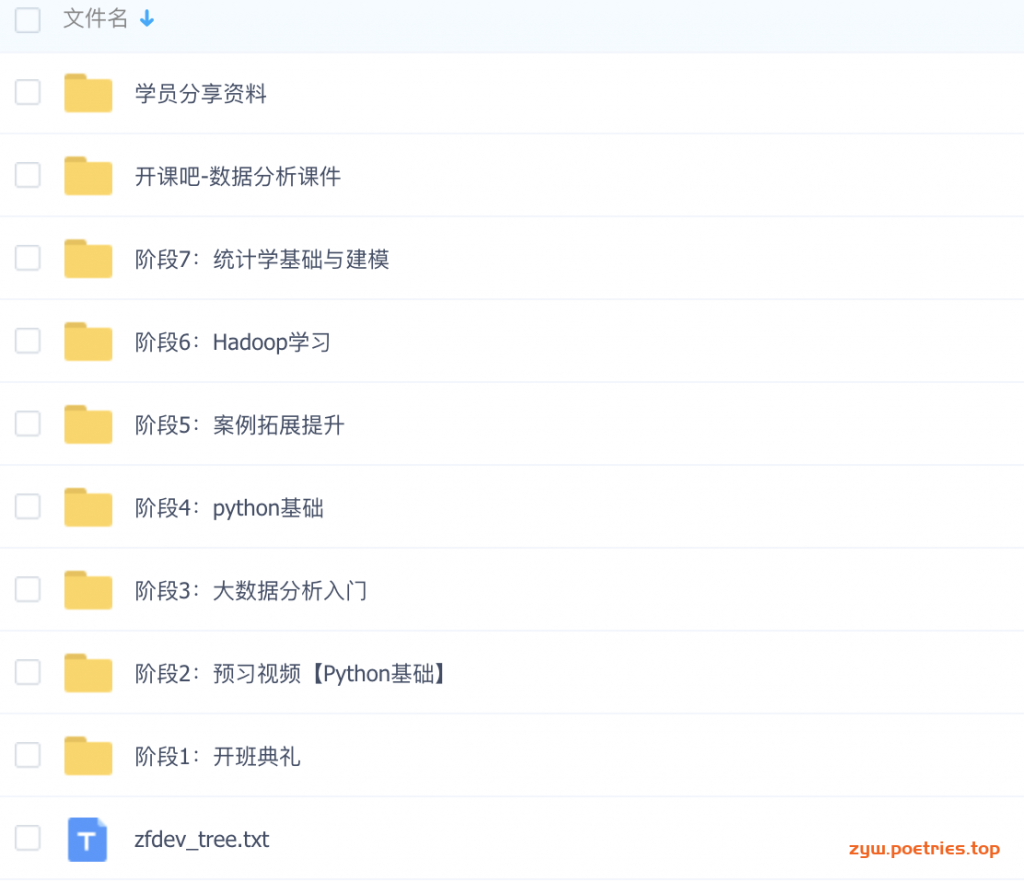 文件名
学员分享资料
开课吧-数据分析课件
阶段7：统计学基础与建模
阶段6：Hadoop学习
阶段5：案例拓展提升
阶段4：python基础
阶段3：大数据分析入门
阶段2：预习视频【Python基础】
阶段1：开班典礼
zfdev_tree.txt
zyw.poetries.top